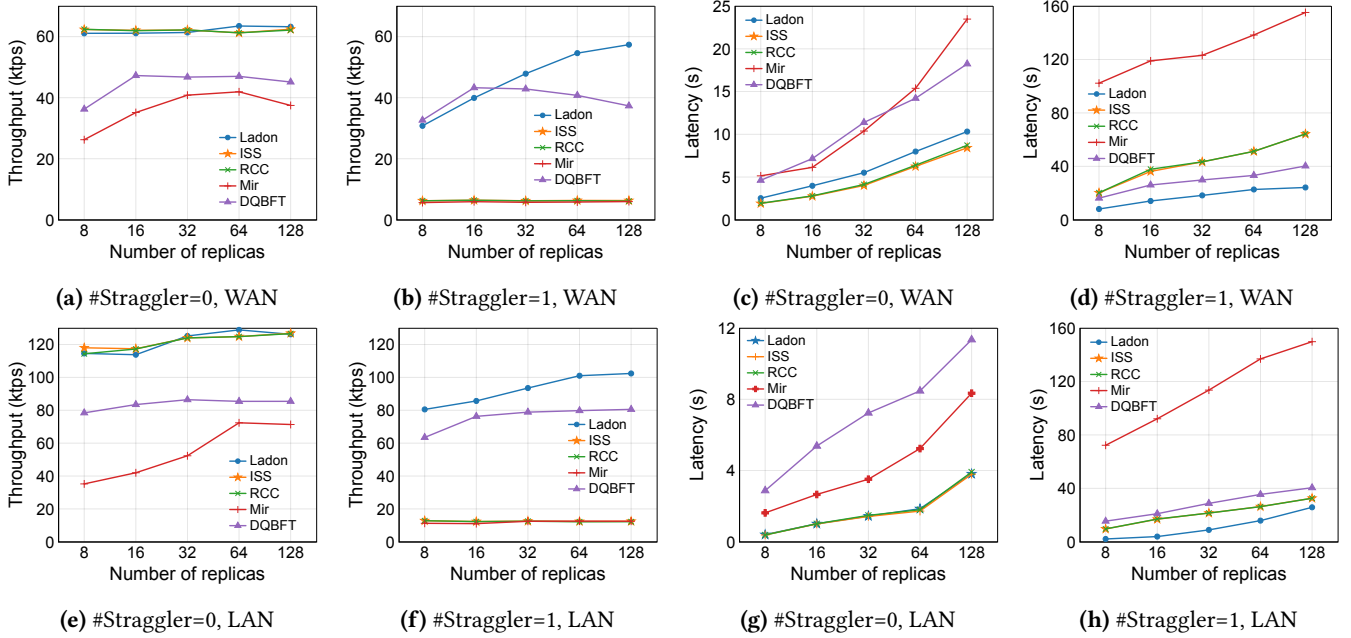 Throughput (ktps)
60
40
20
0
Ladon
ISS
RCC
Mir
DQBFT
8 16 32 64 128
Number of replicas
(a) #Straggler=0, WAN
Throughput (ktps)
60
40
20
0
Ladon
ISS
RCC
Mir
DQBFT
8 16 32 64 128
Number of replicas
(b) #Straggler=1, WAN
Latency (s)
25
20
15
10
5
0
Ladon
ISS
RCC
Mir
DQBFT
8 16 32 64 128
Number of replicas
(c) #Straggler=0, WAN
Latency (s)
160
120
80
40
0
Ladon
ISS
RCC
Mir
DQBFT
8 16 32 64 128
Number of replicas
(d) #Straggler=1, WAN
Throughput (ktps)
120
100
80
60
40
20
0
Ladon
ISS
RCC
Mir
DQBFT
8 16 32 64 128
Number of replicas
(e) #Straggler=0, LAN
Throughput (ktps)
120
100
80
60
40
20
0
Ladon
ISS
RCC
Mir
DQBFT
8 16 32 64 128
Number of replicas
(f) #Straggler=1, LAN
Latency (s)
12
8
4
0
Ladon
ISS
RCC
Mir
DQBFT
8 16 32 64 128
Number of replicas
(g) #Straggler=0, LAN
Latency (s)
160
120
80
40
0
Ladon
ISS
RCC
Mir
DQBFT
8 16 32 64 128
Number of replicas
(h) #Straggler=1, LAN